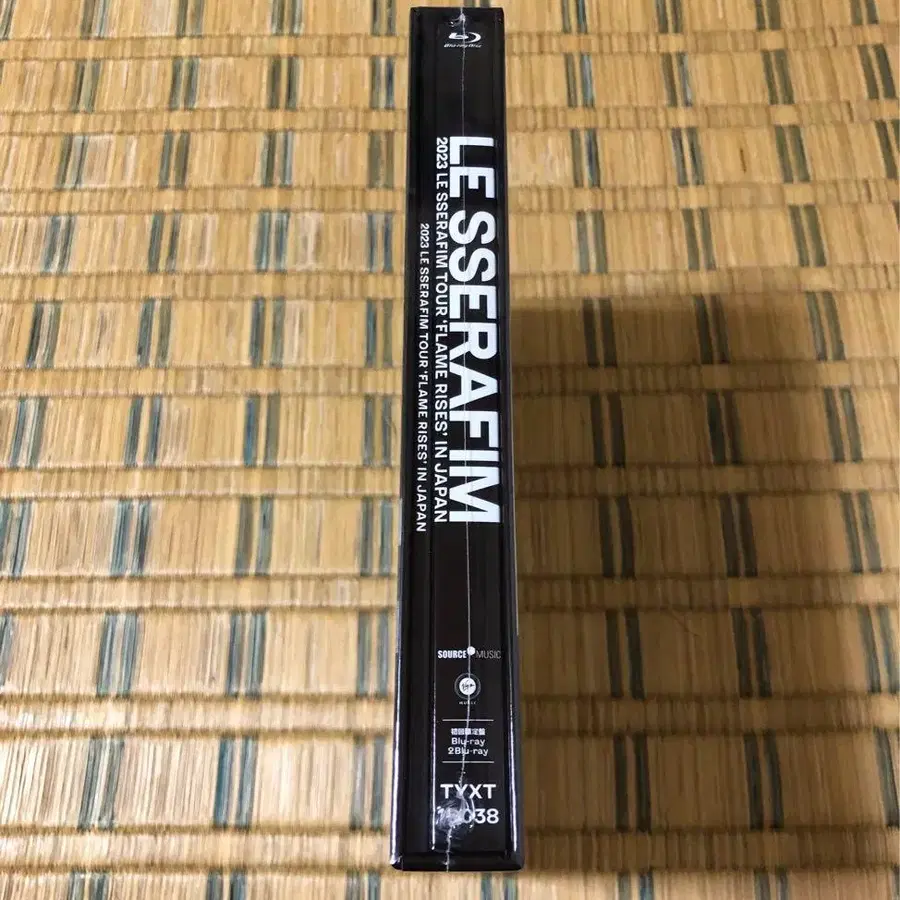 Blu-ray Disc
LE SSERAFIM
2023 LE SSERAFIM TOUR 'FLAME RISES' IN JAPAN
2023 LE SSERAFIM TOUR 'FLAME RISES' IN JAPAN
SOURCE MUSIC
初回限定盤
Blu-ray
2Blu-ray
TYXT